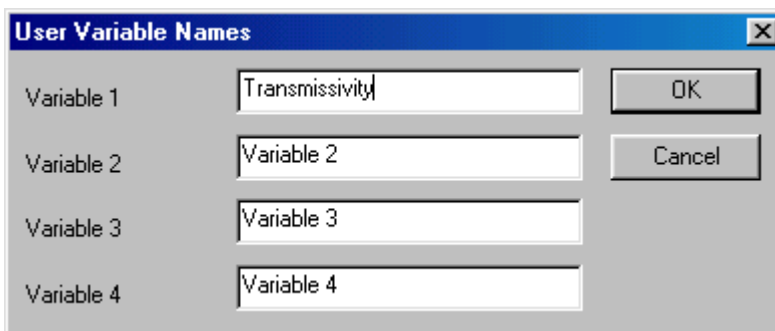 User Variable Names
Variable 1 Transmissivity OK
Variable 2 Variable 2 Cancel
Variable 3 Variable 3
Variable 4 Variable 4